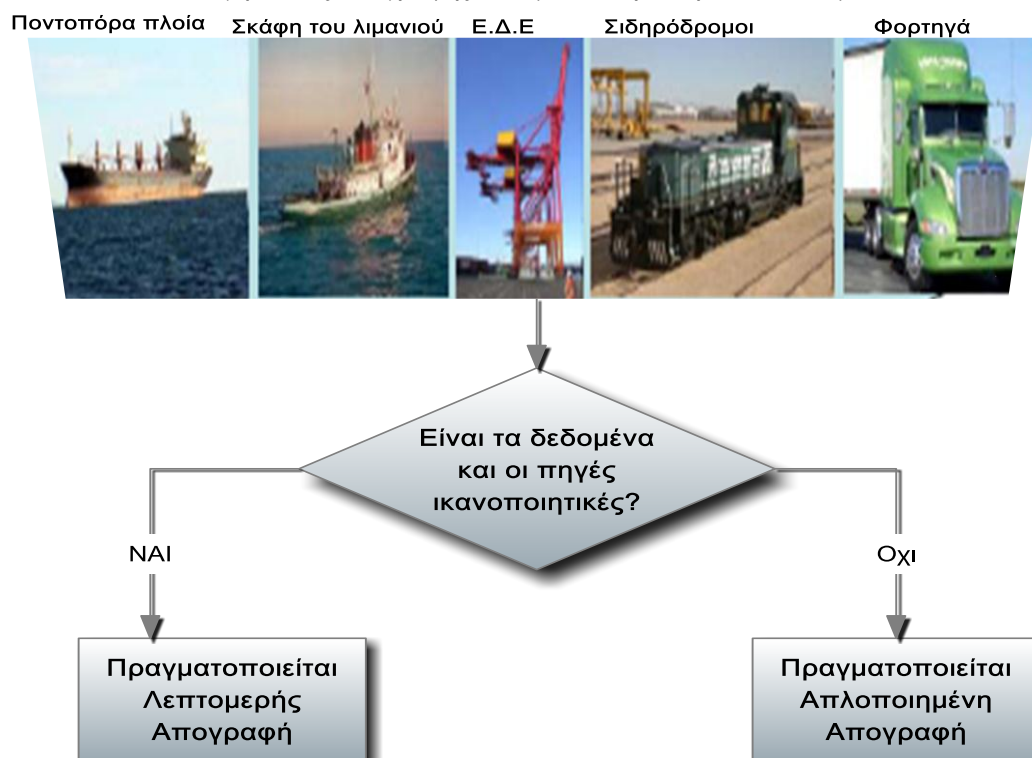 Ποντοπόρα πλοία Σκάφη του λιμανιού Ε.Δ.Ε Σιδηρόδρομοι Φορτηγά
Είναι τα δεδομένα
και οι πηγές
ικανοποιητικές?
ΝΑΙ
Οχι
Πραγματοποιείται
Λεπτομερής
Απογραφή
Πραγματοποιείται
Απλοποιημένη
Απογραφή